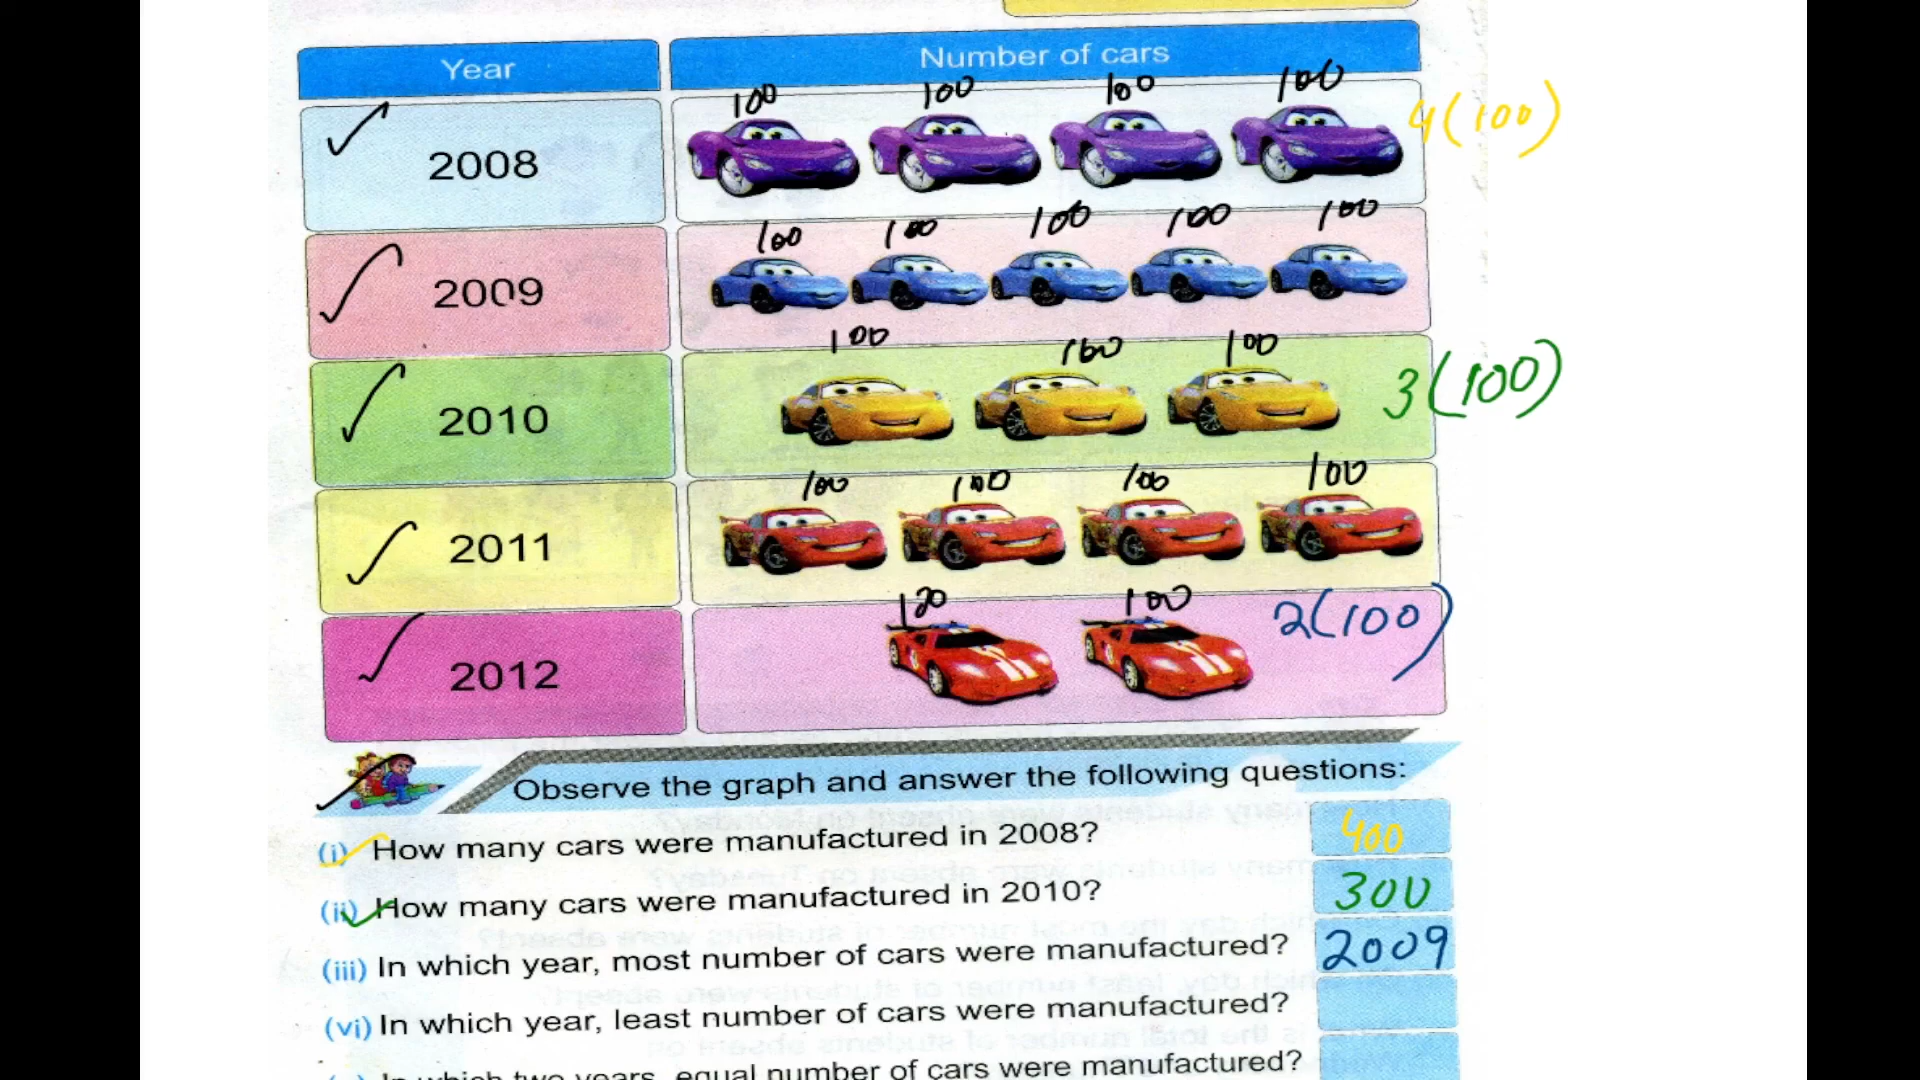 Year Number of cars
100 100 100 100
2008 4(100)
100 100 100 100 100
2009
100 100 100
2010 3(100)
100 100 100 100
2011
100 100 2(100)
2012
Observe the graph and answer the following questions:
(i) How many cars were manufactured in 2008? 400
(ii) How many cars were manufactured in 2010? 300
(iii) In which year, most number of cars were manufactured? 2009
(vi) In which year, least number of cars were manufactured?
In which two years, equal number of cars were manufactured?